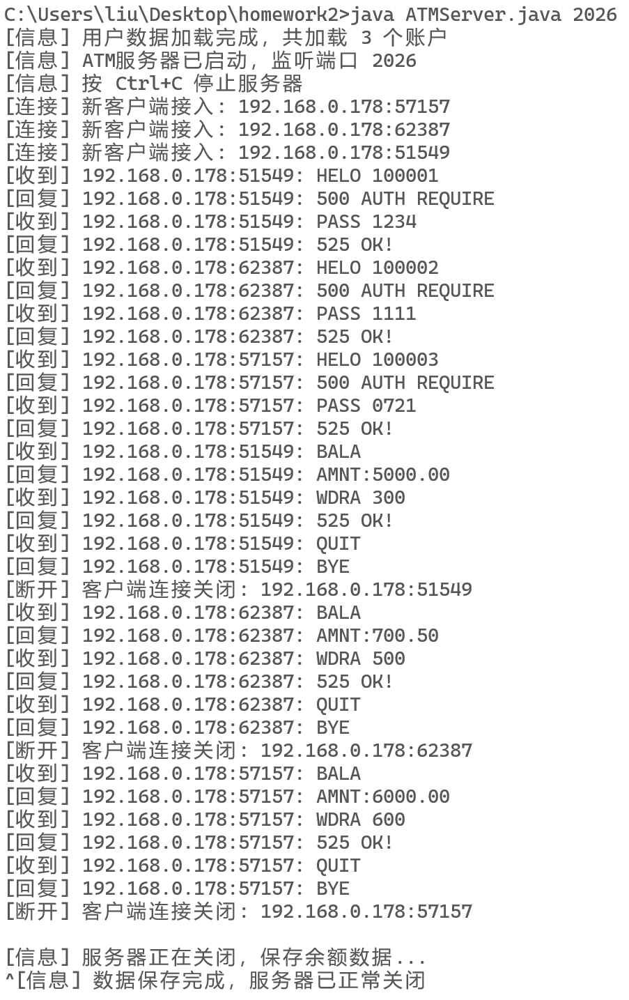 C:\Users\liu\Desktop\homework2>java ATMServer.java 2026
[信息] 用户数据加载完成，共加载 3 个账户
[信息] ATM服务器已启动，监听端口 2026
[信息] 按 Ctrl+C 停止服务器
[连接] 新客户端接入: 192.168.0.178:57157
[连接] 新客户端接入: 192.168.0.178:62387
[连接] 新客户端接入: 192.168.0.178:51549
[收到] 192.168.0.178:51549: HELO 100001
[回复] 192.168.0.178:51549: 500 AUTH REQUIRE
[收到] 192.168.0.178:51549: PASS 1234
[回复] 192.168.0.178:51549: 525 OK!
[收到] 192.168.0.178:62387: HELO 100002
[回复] 192.168.0.178:62387: 500 AUTH REQUIRE
[收到] 192.168.0.178:62387: PASS 1111
[回复] 192.168.0.178:62387: 525 OK!
[收到] 192.168.0.178:57157: HELO 100003
[回复] 192.168.0.178:57157: 500 AUTH REQUIRE
[收到] 192.168.0.178:57157: PASS 0721
[回复] 192.168.0.178:57157: 525 OK!
[收到] 192.168.0.178:51549: BALA
[回复] 192.168.0.178:51549: AMNT:5000.00
[收到] 192.168.0.178:51549: WDRA 300
[回复] 192.168.0.178:51549: 525 OK!
[收到] 192.168.0.178:51549: QUIT
[回复] 192.168.0.178:51549: BYE
[断开] 客户端连接关闭: 192.168.0.178:51549
[收到] 192.168.0.178:62387: BALA
[回复] 192.168.0.178:62387: AMNT:700.50
[收到] 192.168.0.178:62387: WDRA 500
[回复] 192.168.0.178:62387: 525 OK!
[收到] 192.168.0.178:62387: QUIT
[回复] 192.168.0.178:62387: BYE
[断开] 客户端连接关闭: 192.168.0.178:62387
[收到] 192.168.0.178:57157: BALA
[回复] 192.168.0.178:57157: AMNT:6000.00
[收到] 192.168.0.178:57157: WDRA 600
[回复] 192.168.0.178:57157: 525 OK!
[收到] 192.168.0.178:57157: QUIT
[回复] 192.168.0.178:57157: BYE
[断开] 客户端连接关闭: 192.168.0.178:57157
[信息] 服务器正在关闭，保存余额数据...
^[信息] 数据保存完成，服务器已正常关闭